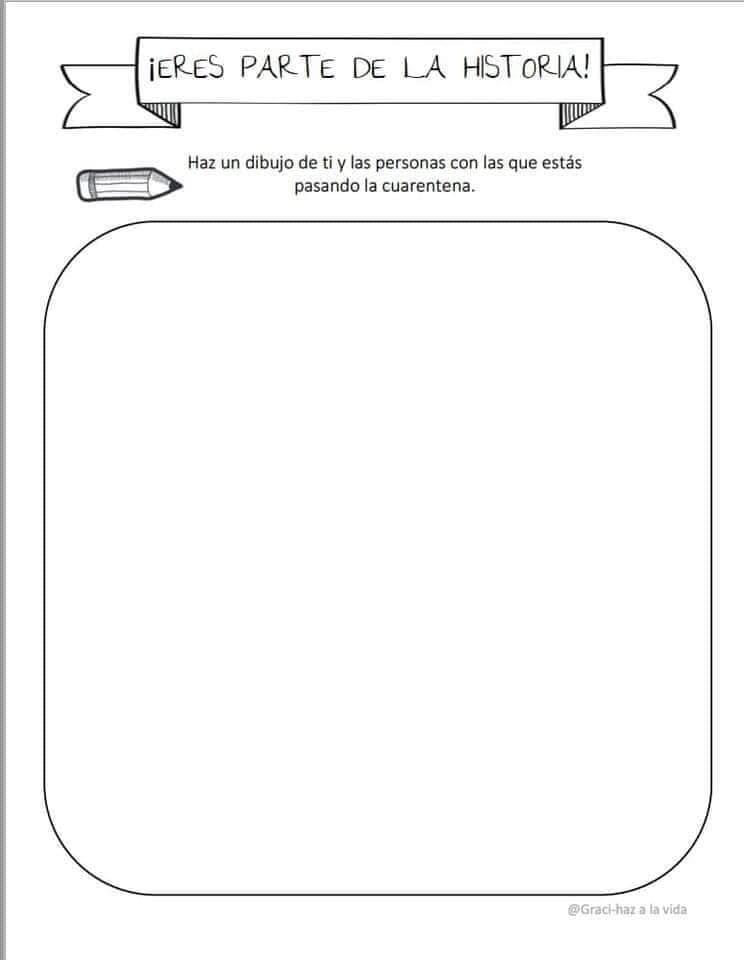 ¡ERES PARTE DE LA HISTORIA!
Haz un dibujo de ti y las personas con las que estás
pasando la cuarentena.
@Graci-haz a la vida